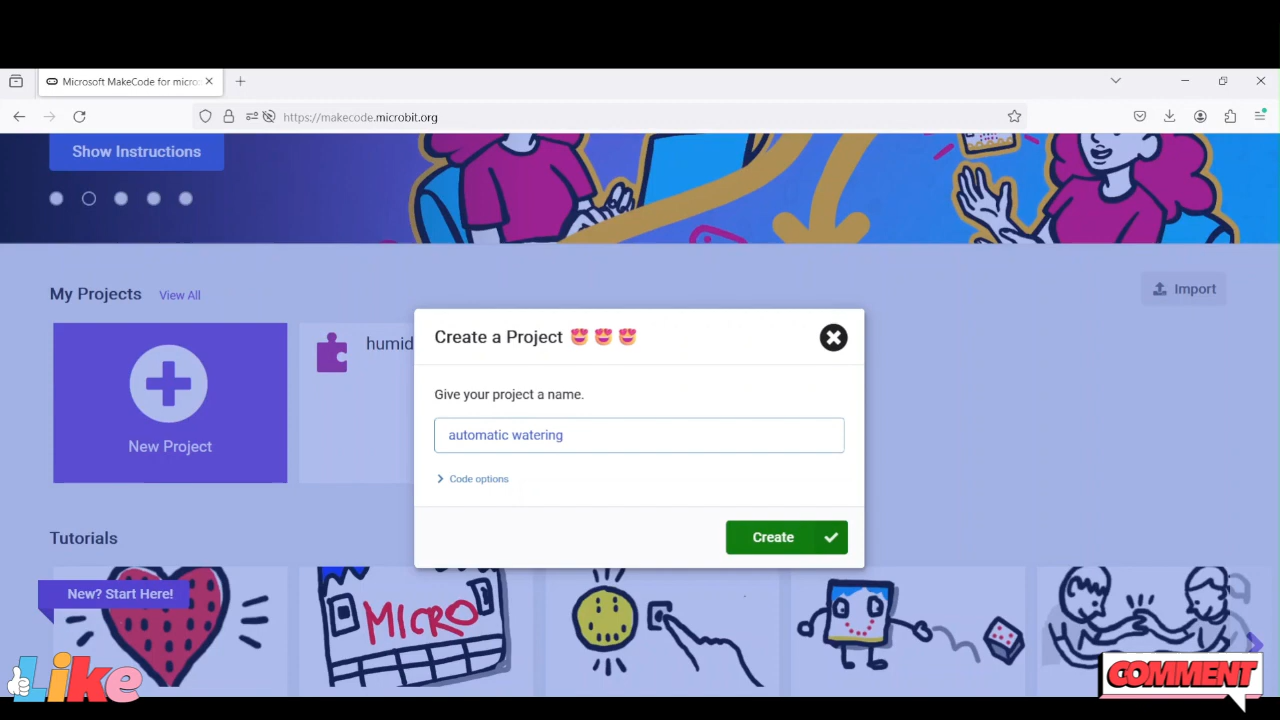 Microsoft MakeCode for micro:
https://makecode.microbit.org
Show Instructions
My Projects
View All
Import
New Project
humid
Create a Project 😍 😍 😍
Give your project a name.
automatic watering
Code options
Create
Tutorials
New? Start Here!
MICRO
Like
COMMENT